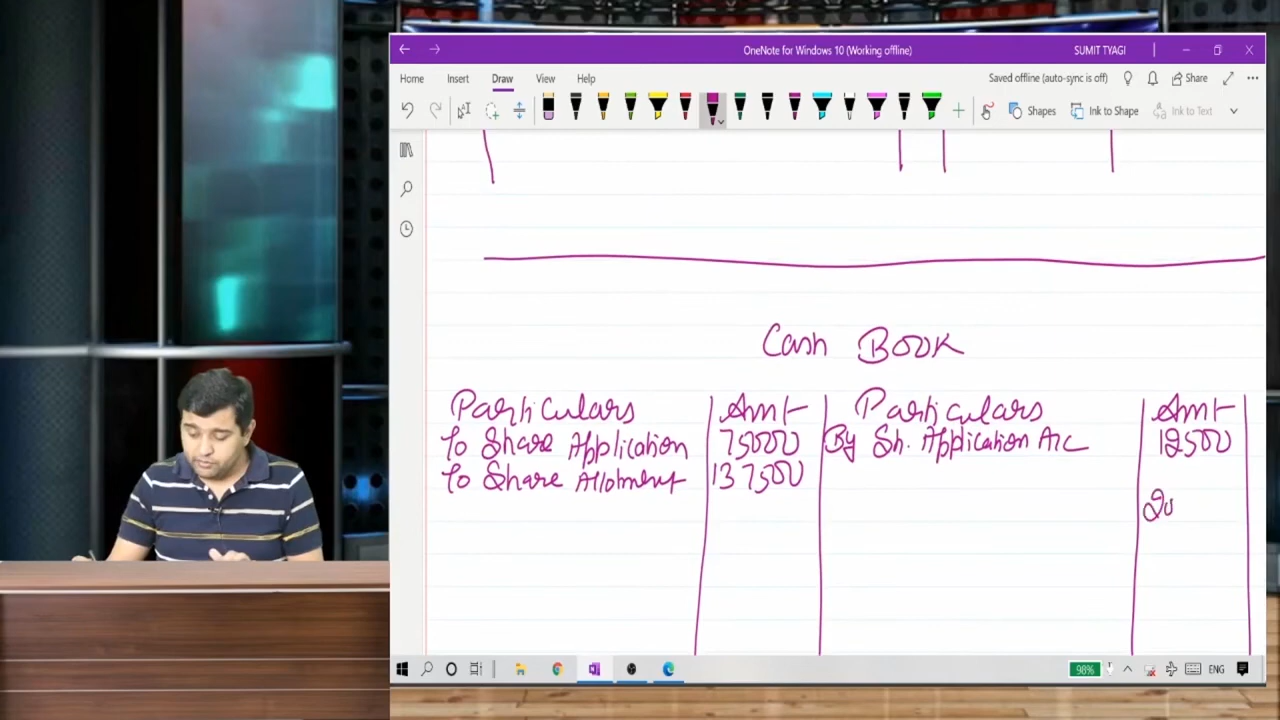 OneNote for Windows 10 (Working offline) SUMIT TYAGI
Home Insert Draw View Help Saved offline (auto-sync is off) Share
Shapes Ink to Shape Ink to Text
Cash Book
Particulars Amt Particulars Amt
To Share Application 75000 By Sh. Application A/c 12500
To Share Allotment 137500
20
98% ENG